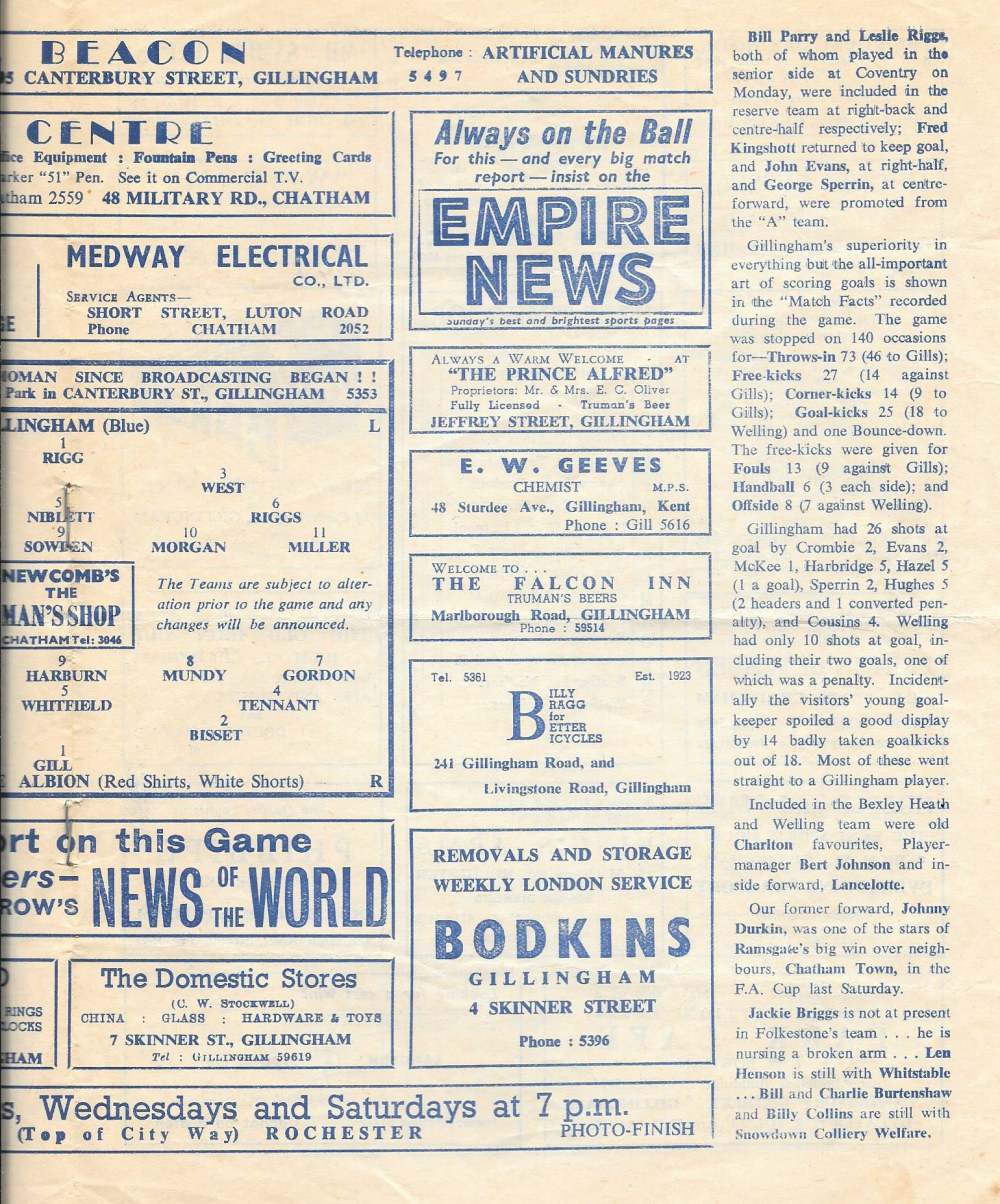 BEACON
Telephone : ARTIFICIAL MANURES
5 CANTERBURY STREET, GILLINGHAM
5497 AND SUNDRIES
CENTRE
Equipment : Fountain Pens : Greeting Cards
"51" Pen. See it on Commercial T.V.
2559 48 MILITARY RD., CHATHAM
MEDWAY ELECTRICAL
CO., LTD.
SERVICE AGENTS—
SHORT STREET, LUTON ROAD
Phone CHATHAM 2052
SINCE BROADCASTING BEGAN ! !
Park in CANTERBURY ST., GILLINGHAM 5353
LINGHAM (Blue) L
1
RIGG
3
WEST
5 6
NIBLETT RIGGS
9 10 11
SOWDEN MORGAN MILLER
NEWCOMB'S
THE
MAN'S SHOP
CHATHAM Tel: 3046
The Teams are subject to alter-
ation prior to the game and any
changes will be announced.
9 8 7
HARBURN MUNDY GORDON
5 4
WHITFIELD TENNANT
2
BISSET
1
GILL
ALBION (Red Shirts, White Shorts) R
rt on this Game
ers—
ROW'S NEWS OF THE WORLD
RINGS
LOCKS
HAM
The Domestic Stores
(C. W. STOCKWELL)
CHINA : GLASS : HARDWARE & TOYS
7 SKINNER ST., GILLINGHAM
Tel : GILLINGHAM 59619
s, Wednesdays and Saturdays at 7 p.m.
(Top of City Way) ROCHESTER PHOTO-FINISH
Always on the Ball
For this — and every big match
report — insist on the
EMPIRE
NEWS
Sunday's best and brightest sports pages
ALWAYS A WARM WELCOME - AT
"THE PRINCE ALFRED"
Proprietors: Mr. & Mrs. E. C. Oliver
Fully Licensed - Truman's Beer
JEFFREY STREET, GILLINGHAM
E. W. GEEVES
CHEMIST M.P.S.
48 Sturdee Ave., Gillingham, Kent
Phone : Gill 5616
WELCOME TO . . .
THE FALCON INN
TRUMAN'S BEERS
Marlborough Road, GILLINGHAM
Phone : 59514
Tel. 5361 Est. 1923
BILLY
RAGG
for
ETTER
ICYCLES
241 Gillingham Road, and
Livingstone Road, Gillingham
REMOVALS AND STORAGE
WEEKLY LONDON SERVICE
BODKINS
GILLINGHAM
4 SKINNER STREET
Phone : 5396
Bill Parry and Leslie Riggs,
both of whom played in the
senior side at Coventry on
Monday, were included in the
reserve team at right-back and
centre-half respectively; Fred
Kingshott returned to keep goal,
and John Evans, at right-half,
and George Sperrin, at centre-
forward, were promoted from
the "A" team.
Gillingham's superiority in
everything but the all-important
art of scoring goals is shown
in the "Match Facts" recorded
during the game. The game
was stopped on 140 occasions
for—Throws-in 73 (46 to Gills);
Free-kicks 27 (14 against
Gills); Corner-kicks 14 (9 to
Gills); Goal-kicks 25 (18 to
Welling) and one Bounce-down.
The free-kicks were given for
Fouls 13 (9 against Gills);
Handball 6 (3 each side); and
Offside 8 (7 against Welling).
Gillingham had 26 shots at
goal by Crombie 2, Evans 2,
McKee 1, Harbridge 5, Hazel 5
(1 a goal), Sperrin 2, Hughes 5
(2 headers and 1 converted pen-
alty), and Cousins 4. Welling
had only 10 shots at goal, in-
cluding their two goals, one of
which was a penalty. Incident-
ally the visitors' young goal-
keeper spoiled a good display
by 14 badly taken goalkicks
out of 18. Most of these went
straight to a Gillingham player.
Included in the Bexley Heath
and Welling team were old
Charlton favourites, Player-
manager Bert Johnson and in-
side forward, Lancelotte.
Our former forward, Johnny
Durkin, was one of the stars of
Ramsgate's big win over neigh-
bours, Chatham Town, in the
F.A. Cup last Saturday.
Jackie Briggs is not at present
in Folkestone's team . . . he is
nursing a broken arm . . . Len
Henson is still with Whitstable
. . . Bill and Charlie Burtenshaw
and Billy Collins are still with
Snowdown Colliery Welfare.